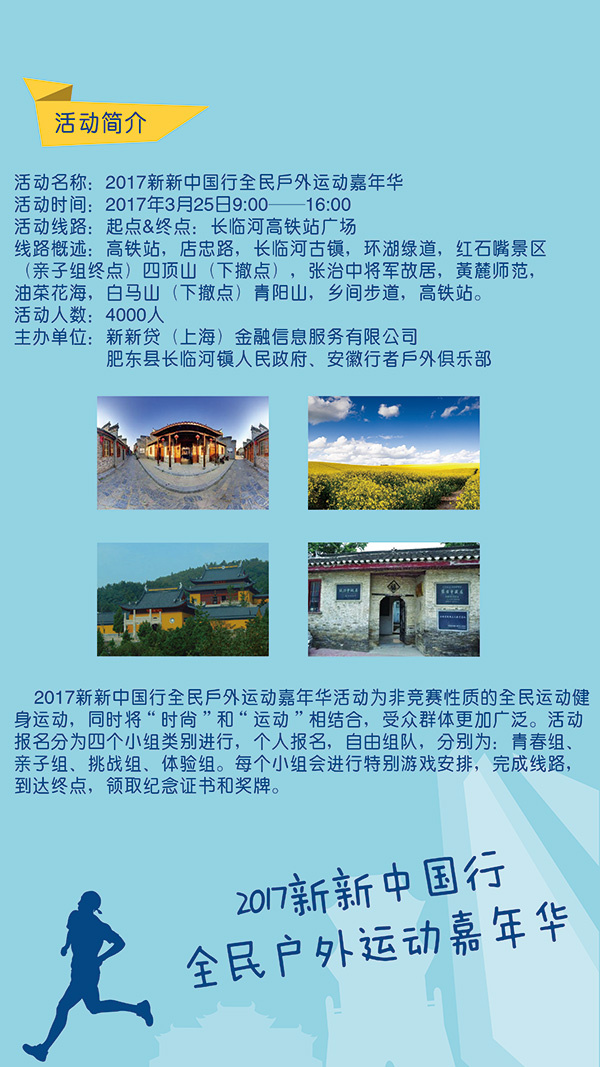 活动简介
活动名称：2017新新中国行全民户外运动嘉年华
活动时间：2017年3月25日9:00——16:00
活动线路：起点&终点：长临河高铁站广场
线路概述：高铁站，店忠路，长临河古镇，环湖绿道，红石嘴景区
（亲子组终点）四顶山（下撤点），张治中将军故居，黄麓师范，
油菜花海，白马山（下撤点）青阳山，乡间步道，高铁站。
活动人数：4000人
主办单位：新新贷（上海）金融信息服务有限公司
肥东县长临河镇人民政府、安徽行者户外俱乐部
2017新新中国行全民户外运动嘉年华活动为非竞赛性质的全民运动健
身运动，同时将“时尚”和“运动”相结合，受众群体更加广泛。活动
报名分为四个小组类别进行，个人报名，自由组队，分别为：青春组、
亲子组、挑战组、体验组。每个小组会进行特别游戏安排，完成线路，
到达终点，领取纪念证书和奖牌。
2017新新中国行
全民户外运动嘉年华